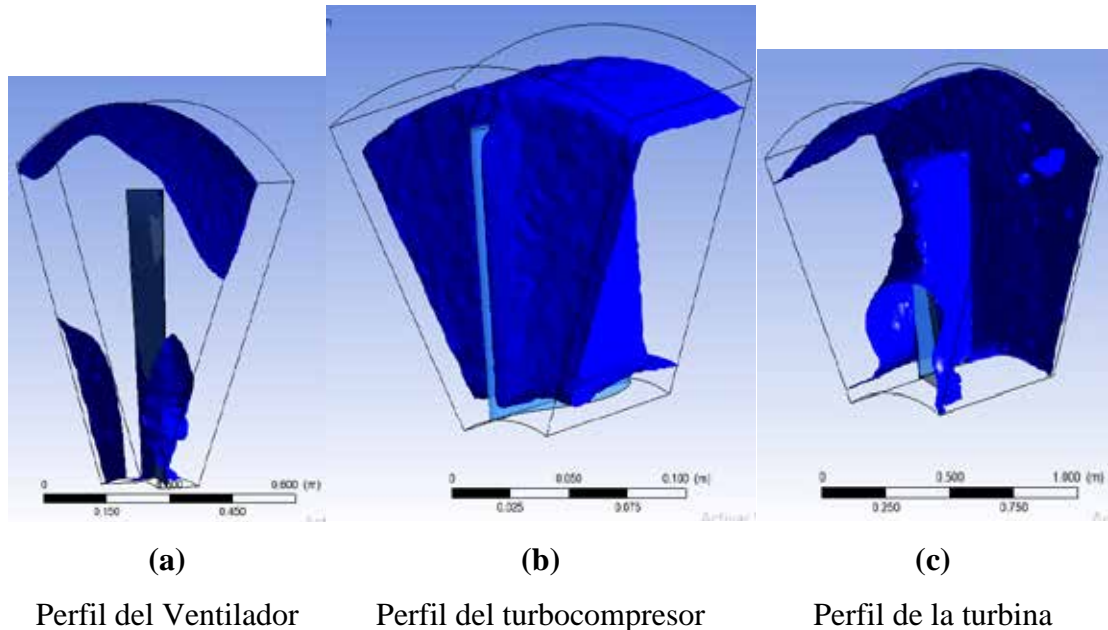 0
0.600 (m)
0.150
0.450
0
0.050
0.100 (m)
0.025
0.075
0
0.500
1.000 (m)
0.250
0.750
(a)
(b)
(c)
Perfil del Ventilador
Perfil del turbocompresor
Perfil de la turbina